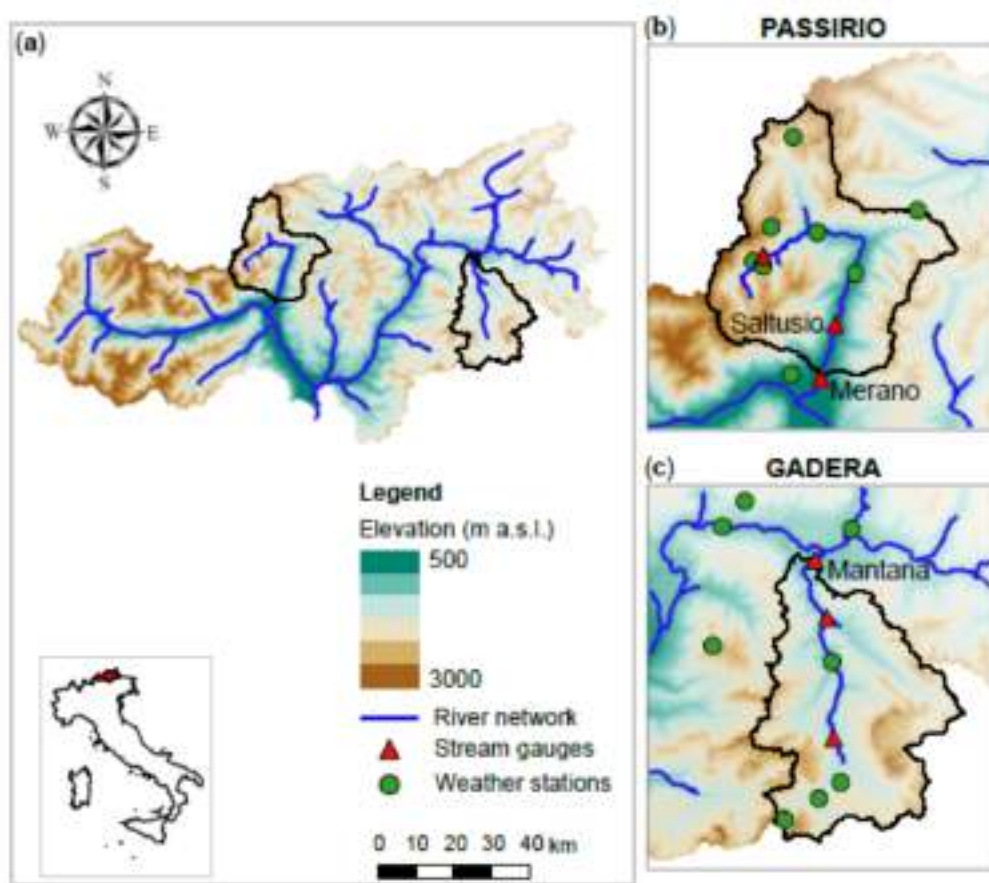 (a)
N
W E
S
Legend
Elevation (m a.s.l.)
500
3000
River network
Stream gauges
Weather stations
0 10 20 30 40 km
(b) PASSIRIO
Saltusio
Merano
(c) GADERA
Mantana